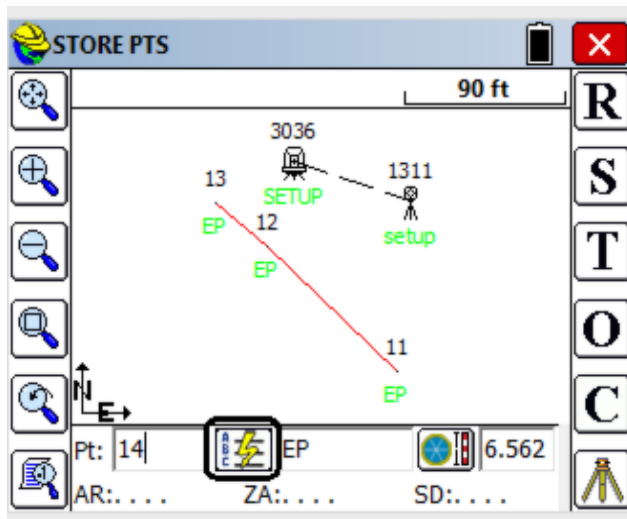 STORE PTS
90 ft
R
3036
1311
S
13
SETUP
12
EP
setup
EP
T
11
O
N
EP
E
C
Pt: 14
A
B
C
EP
6.562
AR:. . . .
ZA:. . . .
SD:. . . .